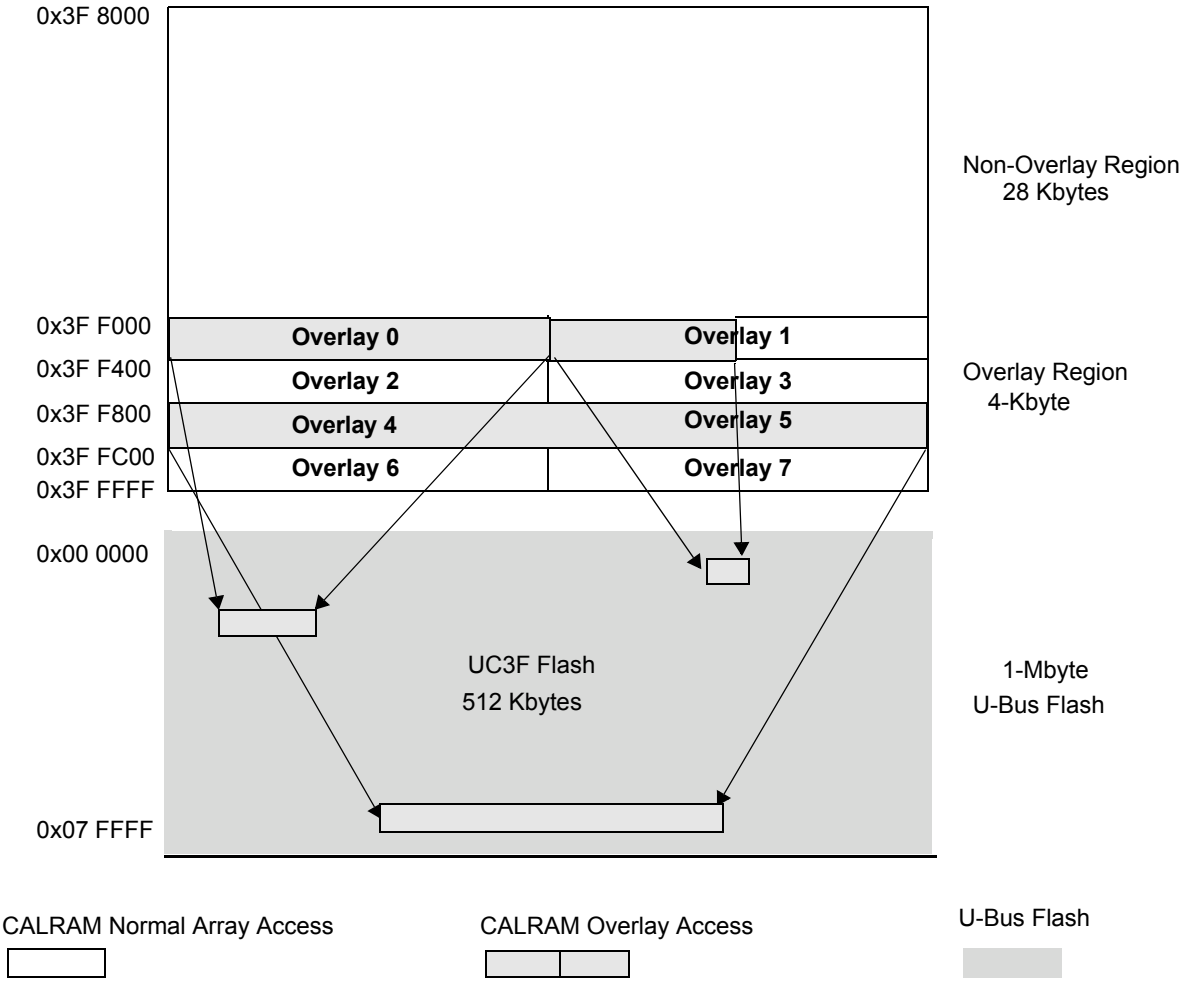 0x3F 8000
Non-Overlay Region
28 Kbytes
0x3F F000
Overlay 0
Overlay 1
0x3F F400
Overlay 2
Overlay 3
Overlay Region
4-Kbyte
0x3F F800
Overlay 4
Overlay 5
0x3F FC00
Overlay 6
Overlay 7
0x3F FFFF
0x00 0000
UC3F Flash
512 Kbytes
1-Mbyte
U-Bus Flash
0x07 FFFF
CALRAM Normal Array Access
CALRAM Overlay Access
U-Bus Flash